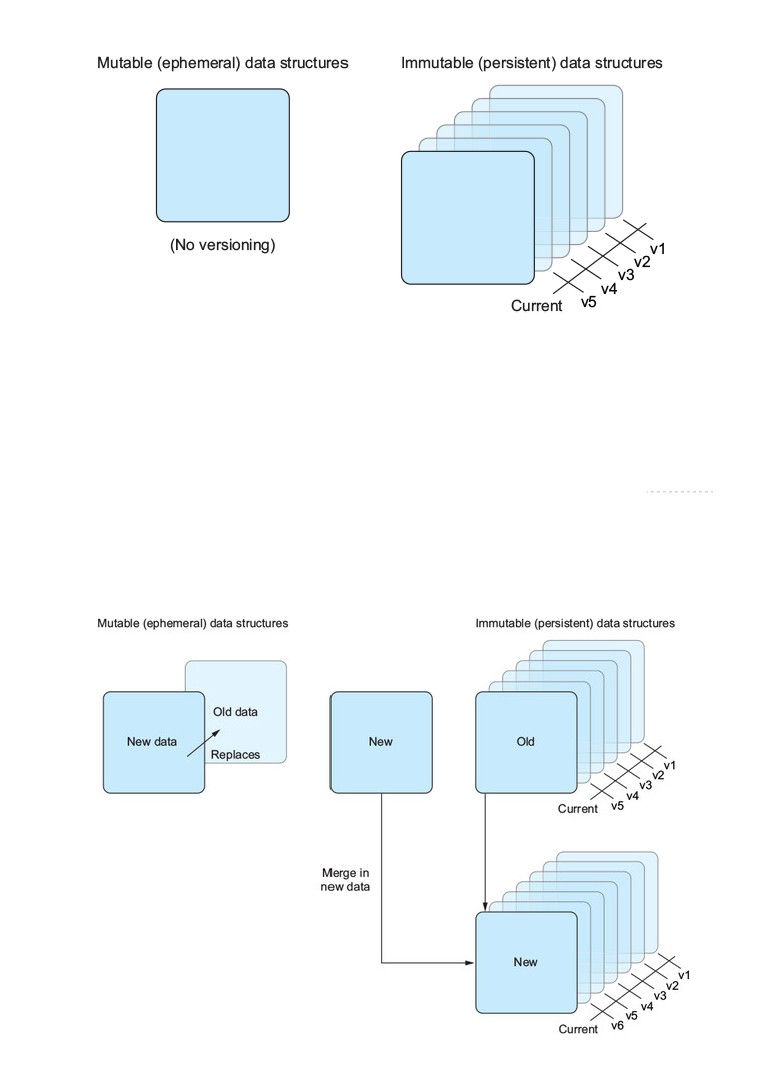 Mutable (ephemeral) data structures
Immutable (persistent) data structures
(No versioning)
v1
v2
v3
v4
v5
Current
Mutable (ephemeral) data structures
Immutable (persistent) data structures
Old data
New data
Replaces
New
Old
v1
v2
v3
v4
v5
Current
Merge in
new data
New
v1
v2
v3
v4
v5
v6
Current